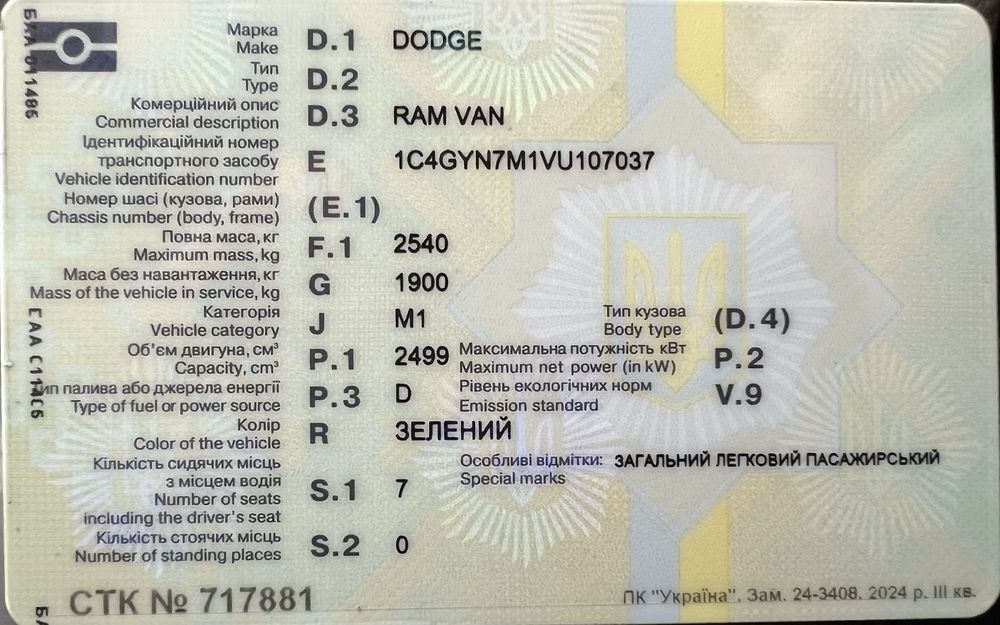 Марка D.1 DODGE
Make
Тип D.2
Type
Комерційний опис D.3 RAM VAN
Commercial description
Ідентифікаційний номер
транспортного засобу E 1C4GYN7M1VU107037
Vehicle identification number
Номер шасі (кузова, рами) (E.1)
Chassis number (body, frame)
Повна маса, кг F.1 2540
Maximum mass, kg
Маса без навантаження, кг G 1900
Mass of the vehicle in service, kg
Категорія J M1 Тип кузова (D.4)
Vehicle category Body type
Об'єм двигуна, см³ P.1 2499 Максимальна потужність кВт P.2
Capacity, cm³ Maximum net power (in kW)
Тип палива або джерела енергії P.3 D Рівень екологічних норм V.9
Type of fuel or power source Emission standard
Колір R ЗЕЛЕНИЙ
Color of the vehicle
Кількість сидячих місць Особливі відмітки: ЗАГАЛЬНИЙ ЛЕГКОВИЙ ПАСАЖИРСЬКИЙ
з місцем водія S.1 7 Special marks
Number of seats
including the driver's seat
Кількість стоячих місць S.2 0
Number of standing places
СТК № 717881
ПК "Україна". Зам. 24-3408. 2024 р. III кв.